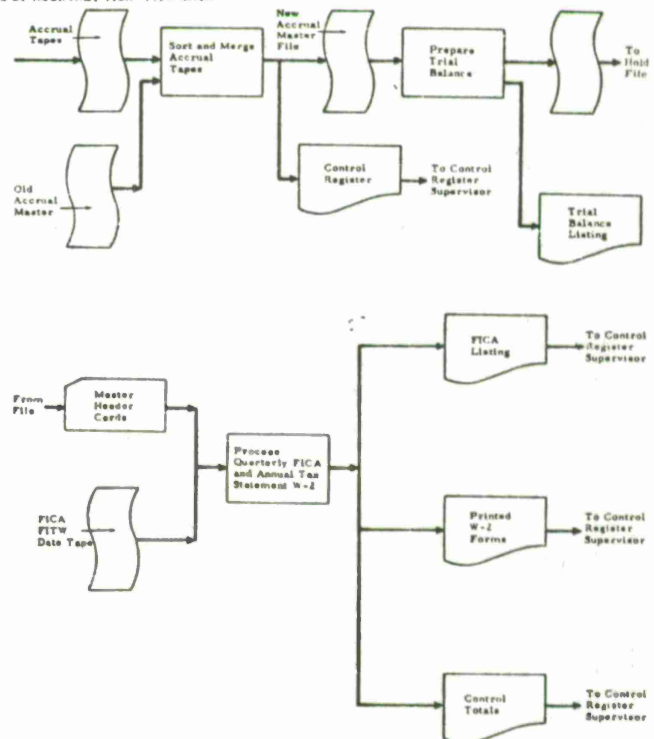 Accrual
Tapes
Sort and Merge
Accrual
Tapes
New
Accrual
Master
File
Prepare
Trial
Balance
To
Hold
File
Old
Accrual
Master
Control
Register
To Control
Register
Supervisor
Trial
Balance
Listing
FICA
Listing
To Control
Register
Supervisor
From
File
Master
Header
Cards
Process
Quarterly FICA
and Annual Tax
Statement W-2
FICA
FITW
Date Tape
Printed
W-2
Forms
To Control
Register
Supervisor
Control
Totals
To Control
Register
Supervisor